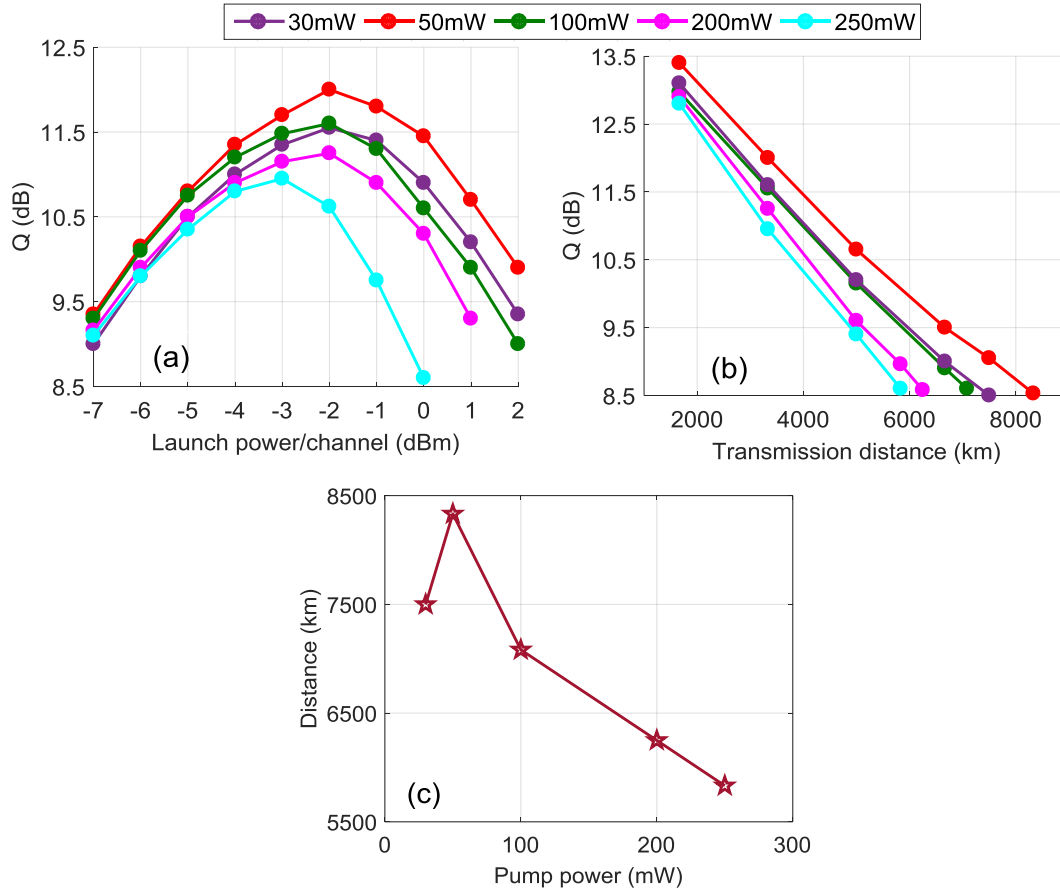 30mW 50mW 100mW 200mW 250mW
12.5
11.5
10.5
9.5
8.5
Q (dB)
(a)
-7 -6 -5 -4 -3 -2 -1 0 1 2
Launch power/channel (dBm)
13.5
12.5
11.5
10.5
9.5
8.5
Q (dB)
(b)
2000 4000 6000 8000
Transmission distance (km)
8500
7500
6500
5500
Distance (km)
(c)
0 100 200 300
Pump power (mW)